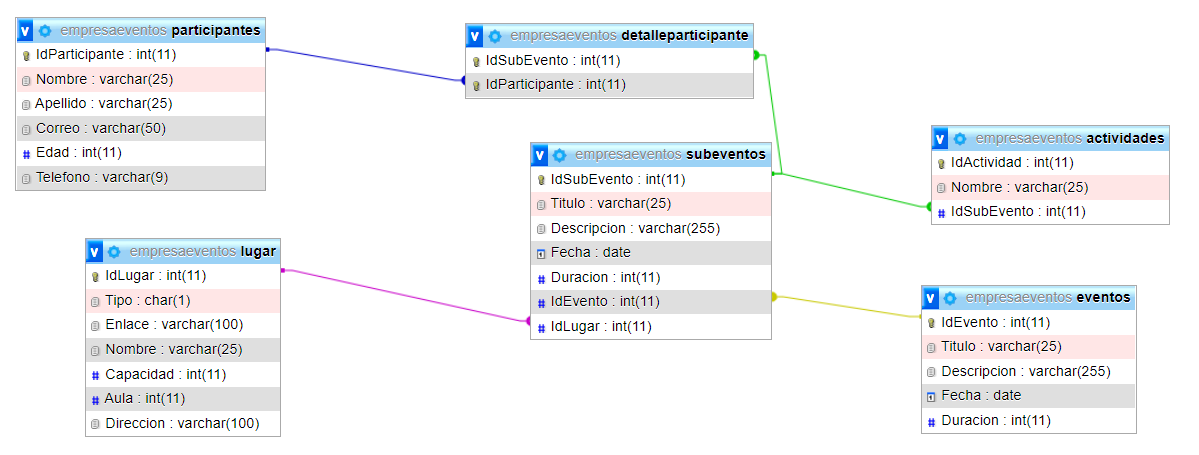 empresaeventos participantes
IdParticipante : int(11)
Nombre : varchar(25)
Apellido : varchar(25)
Correo : varchar(50)
Edad : int(11)
Telefono : varchar(9)
empresaeventos detalleparticipante
IdSubEvento : int(11)
IdParticipante : int(11)
empresaeventos subeventos
IdSubEvento : int(11)
Titulo : varchar(25)
Descripcion : varchar(255)
Fecha : date
Duracion : int(11)
IdEvento : int(11)
IdLugar : int(11)
empresaeventos actividades
IdActividad : int(11)
Nombre : varchar(25)
IdSubEvento : int(11)
empresaeventos lugar
IdLugar : int(11)
Tipo : char(1)
Enlace : varchar(100)
Nombre : varchar(25)
Capacidad : int(11)
Aula : int(11)
Direccion : varchar(100)
empresaeventos eventos
IdEvento : int(11)
Titulo : varchar(25)
Descripcion : varchar(255)
Fecha : date
Duracion : int(11)